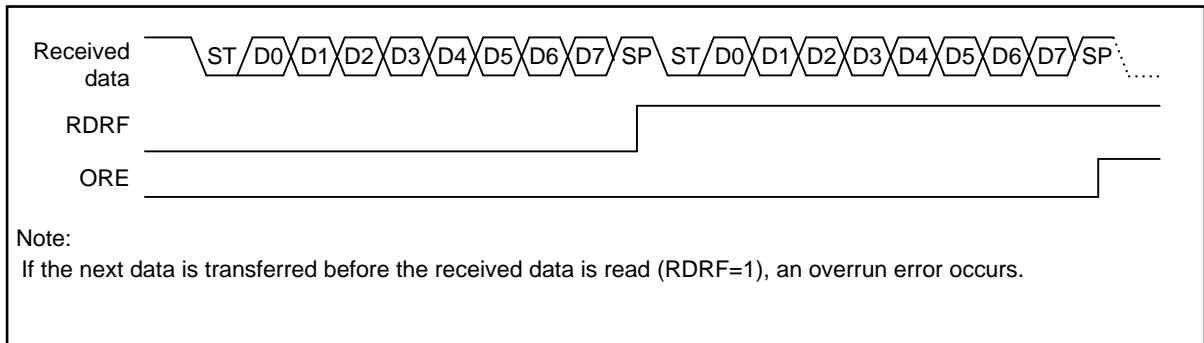 Received data
ST D0 D1 D2 D3 D4 D5 D6 D7 SP ST D0 D1 D2 D3 D4 D5 D6 D7 SP
RDRF
ORE
Note:
If the next data is transferred before the received data is read (RDRF=1), an overrun error occurs.